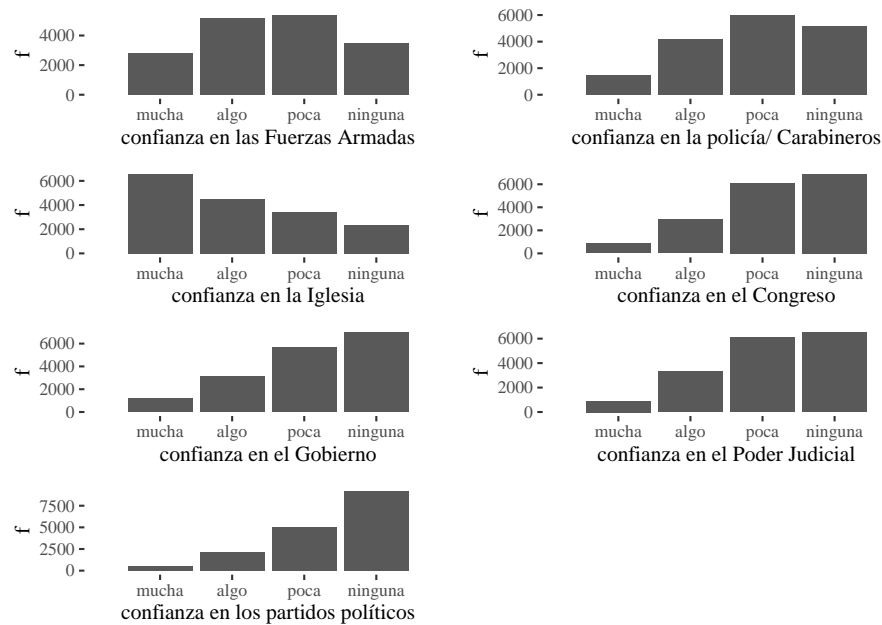 f
4000
2000
0
mucha algo poca ninguna
confianza en las Fuerzas Armadas
f
6000
4000
2000
0
mucha algo poca ninguna
confianza en la policía/ Carabineros
f
6000
4000
2000
0
mucha algo poca ninguna
confianza en la Iglesia
f
6000
4000
2000
0
mucha algo poca ninguna
confianza en el Congreso
f
6000
4000
2000
0
mucha algo poca ninguna
confianza en el Gobierno
f
6000
4000
2000
0
mucha algo poca ninguna
confianza en el Poder Judicial
f
7500
5000
2500
0
mucha algo poca ninguna
confianza en los partidos políticos